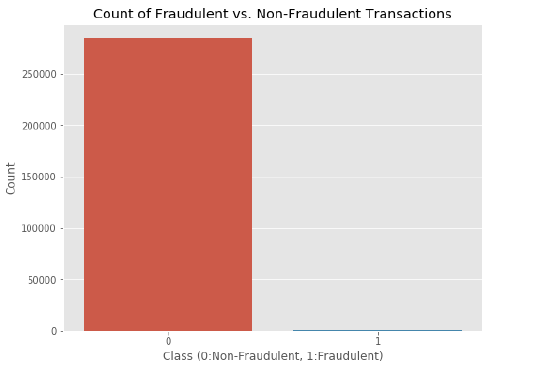 Count of Fraudulent vs. Non-Fraudulent Transactions
250000
200000
150000
100000
50000
0
Count
0 1
Class (0:Non-Fraudulent, 1:Fraudulent)